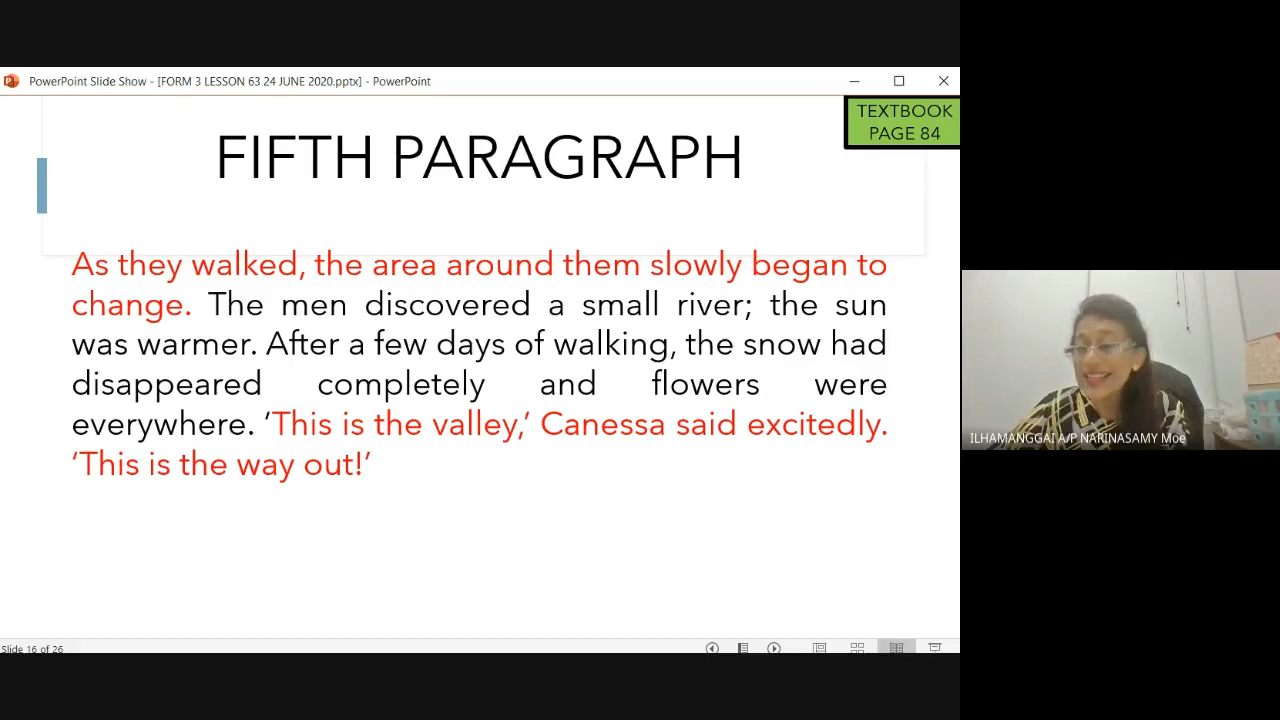 PowerPoint Slide Show - [FORM 3 LESSON 63 24 JUNE 2020.pptx] - PowerPoint
TEXTBOOK
PAGE 84
FIFTH PARAGRAPH
As they walked, the area around them slowly began to
change. The men discovered a small river; the sun
was warmer. After a few days of walking, the snow had
disappeared completely and flowers were
everywhere. ‘This is the valley,’ Canessa said excitedly.
‘This is the way out!’
ILHAMANGGAI A/P NARINASAMY Moe
Slide 16 of 26